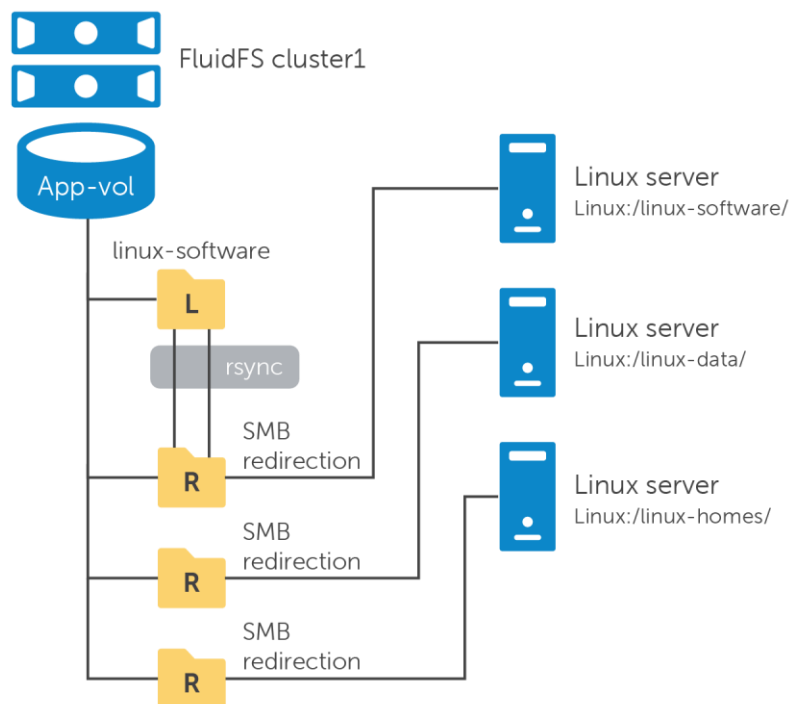 FluidFS cluster1
App-vol
linux-software
L
rsync
SMB
redirection
R
SMB
redirection
R
SMB
redirection
R
Linux server
Linux:/linux-software/
Linux server
Linux:/linux-data/
Linux server
Linux:/linux-homes/